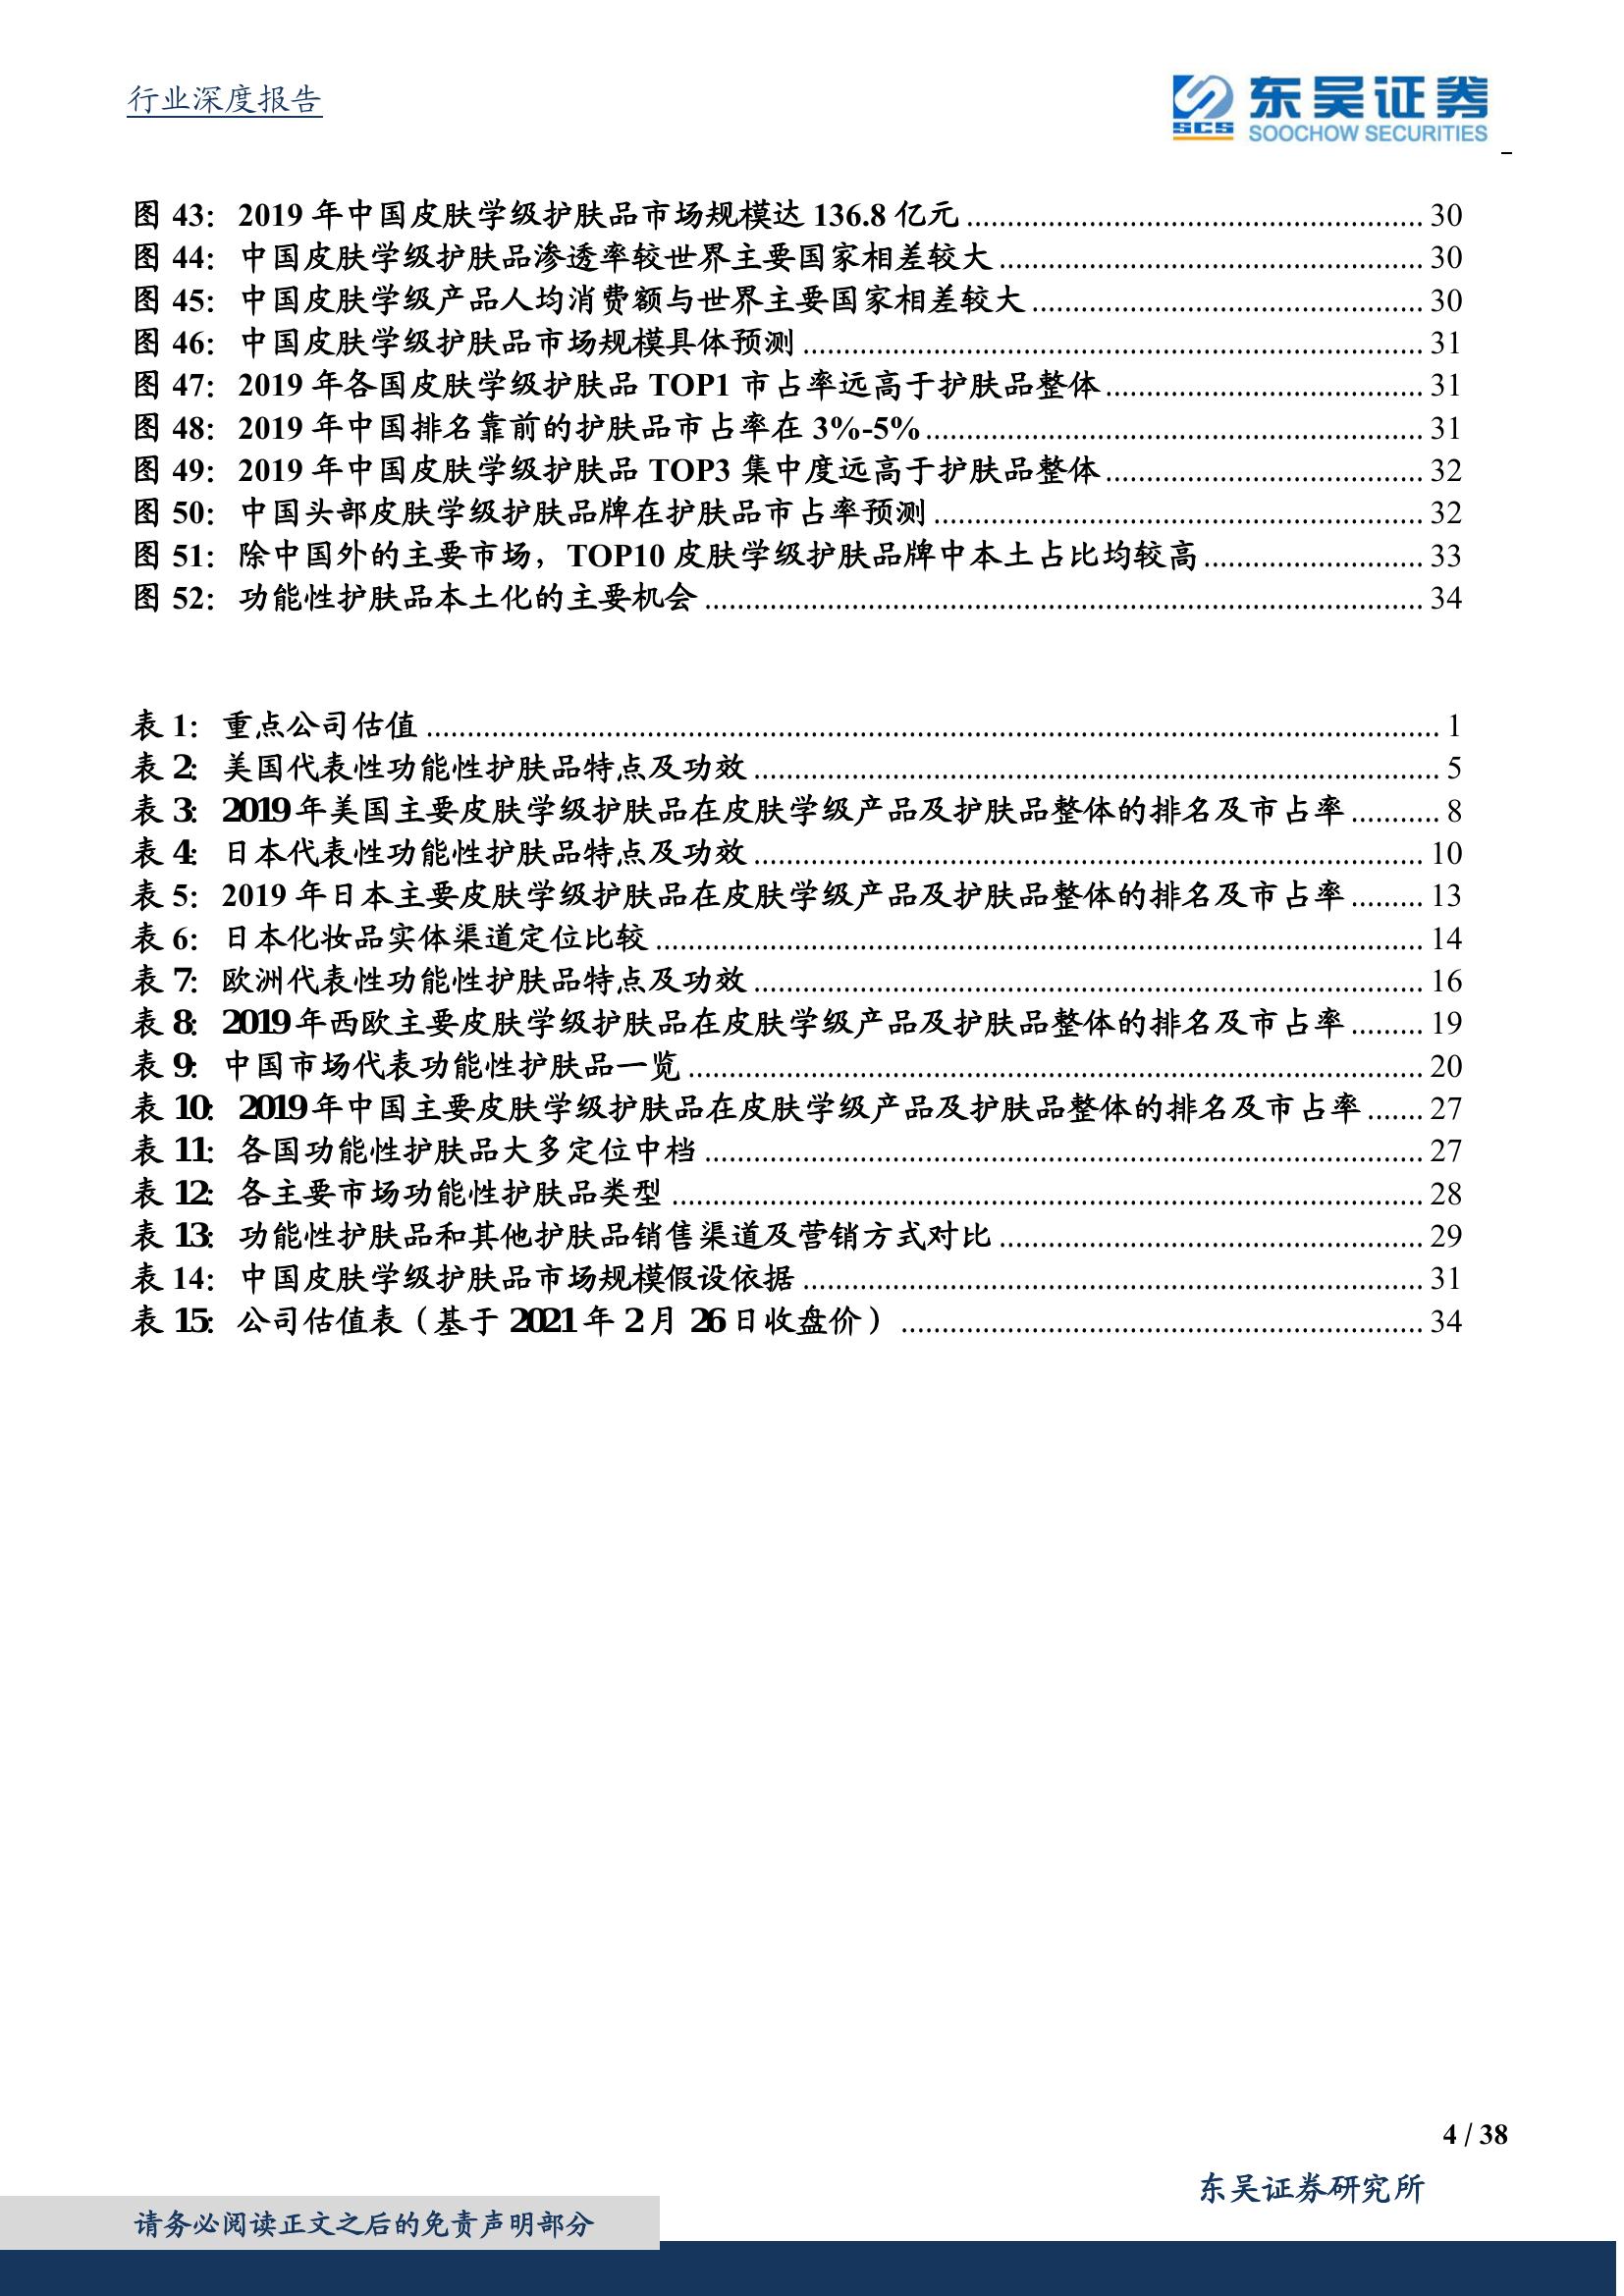 行业深度报告
SCS 东吴证券
SOOCHOW SECURITIES
图 43： 2019 年中国皮肤学级护肤品市场规模达 136.8 亿元 ........ 30
图 44： 中国皮肤学级护肤品渗透率较世界主要国家相差较大 ........ 30
图 45： 中国皮肤学级产品人均消费额与世界主要国家相差较大 ........ 30
图 46： 中国皮肤学级护肤品市场规模具体预测 ........ 31
图 47： 2019 年各国皮肤学级护肤品 TOP1 市占率远高于护肤品整体 ........ 31
图 48： 2019 年中国排名靠前的护肤品市占率在 3%-5% ........ 31
图 49： 2019 年中国皮肤学级护肤品 TOP3 集中度远高于护肤品整体 ........ 32
图 50： 中国头部皮肤学级护肤品牌在护肤品市占率预测 ........ 32
图 51： 除中国外的主要市场，TOP10 皮肤学级护肤品牌中本土占比均较高 ........ 33
图 52： 功能性护肤品本土化的主要机会 ........ 34
表 1： 重点公司估值 ........ 1
表 2： 美国代表性功能性护肤品特点及功效 ........ 5
表 3： 2019 年美国主要皮肤学级护肤品在皮肤学级产品及护肤品整体的排名及市占率 ........ 8
表 4： 日本代表性功能性护肤品特点及功效 ........ 10
表 5： 2019 年日本主要皮肤学级护肤品在皮肤学级产品及护肤品整体的排名及市占率 ........ 13
表 6： 日本化妆品实体渠道定位比较 ........ 14
表 7： 欧洲代表性功能性护肤品特点及功效 ........ 16
表 8： 2019 年西欧主要皮肤学级护肤品在皮肤学级产品及护肤品整体的排名及市占率 ........ 19
表 9： 中国市场代表功能性护肤品一览 ........ 20
表 10： 2019 年中国主要皮肤学级护肤品在皮肤学级产品及护肤品整体的排名及市占率 ....... 27
表 11： 各国功能性护肤品大多定位中档 ........ 27
表 12： 各主要市场功能性护肤品类型 ........ 28
表 13： 功能性护肤品和其他护肤品销售渠道及营销方式对比 ........ 29
表 14： 中国皮肤学级护肤品市场规模假设依据 ........ 31
表 15： 公司估值表（基于 2021 年 2 月 26 日收盘价） ........ 34
4 / 38
东吴证券研究所
请务必阅读正文之后的免责声明部分